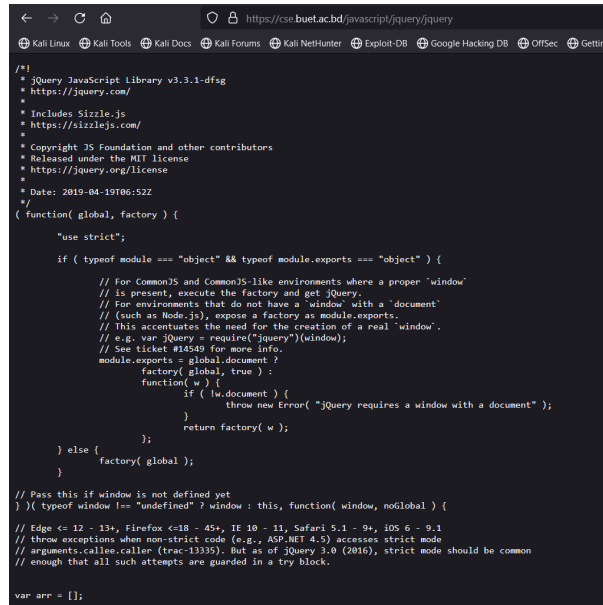 https://cse.buet.ac.bd/javascript/jquery/jquery
Kali Linux Kali Tools Kali Docs Kali Forums Kali NetHunter Exploit-DB Google Hacking DB OffSec Gettin
/*!
 * jQuery JavaScript Library v3.3.1-dfsg
 * https://jquery.com/
 *
 * Includes Sizzle.js
 * https://sizzlejs.com/
 *
 * Copyright JS Foundation and other contributors
 * Released under the MIT license
 * https://jquery.org/license
 *
 * Date: 2019-04-19T06:52Z
 */
( function( global, factory ) {
"use strict";
if ( typeof module === "object" && typeof module.exports === "object" ) {
// For CommonJS and CommonJS-like environments where a proper `window`
// is present, execute the factory and get jQuery.
// For environments that do not have a `window` with a `document`
// (such as Node.js), expose a factory as module.exports.
// This accentuates the need for the creation of a real `window`.
// e.g. var jQuery = require("jquery")(window);
// See ticket #14549 for more info.
module.exports = global.document ?
factory( global, true ) :
function( w ) {
if ( !w.document ) {
throw new Error( "jQuery requires a window with a document" );
}
return factory( w );
};
} else {
factory( global );
}
// Pass this if window is not defined yet
} )( typeof window !== "undefined" ? window : this, function( window, noGlobal ) {
// Edge <= 12 - 13+, Firefox <=18 - 45+, IE 10 - 11, Safari 5.1 - 9+, iOS 6 - 9.1
// throw exceptions when non-strict code (e.g., ASP.NET 4.5) accesses strict mode
// arguments.callee.caller (trac-13335). But as of jQuery 3.0 (2016), strict mode should be common
// enough that all such attempts are guarded in a try block.
var arr = [];